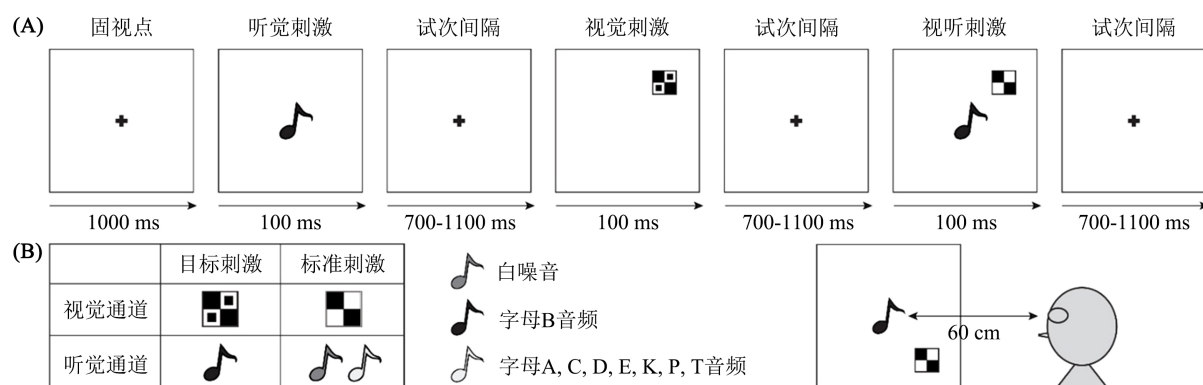 (A) 固视点 听觉刺激 试次间隔 视觉刺激 试次间隔 视听刺激 试次间隔
1000 ms 100 ms 700-1100 ms 100 ms 700-1100 ms 100 ms 700-1100 ms
(B) 目标刺激 标准刺激
视觉通道
听觉通道
白噪音
字母B音频
字母A, C, D, E, K, P, T音频
60 cm